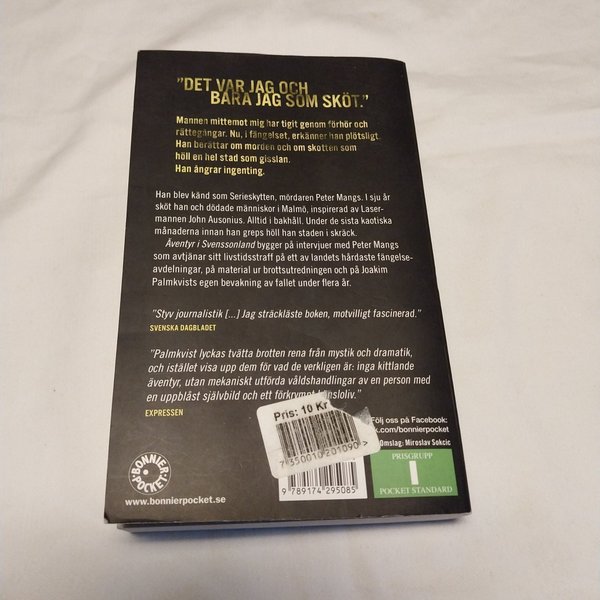 "DET VAR JAG OCH
BARA JAG SOM SKÖT."
Mannen mittemot mig har tigit genom förhör och
rättegångar. Nu, i fängelset, erkänner han plötsligt.
Han berättar om morden och om skotten som
höll en hel stad som gisslan.
Han ångrar ingenting.
Han blev känd som Serieskytten, mördaren Peter Mangs. I sju år
sköt han och dödade människor i Malmö, inspirerad av Laser-
mannen John Ausonius. Alltid i bakhåll. Under de sista kaotiska
månaderna innan han greps höll han staden i skräck.
Äventyr i Svenssonland bygger på intervjuer med Peter Mangs
som avtjänar sitt livstidsstraff på ett av landets hårdaste fängelse-
avdelningar, på material ur brottsutredningen och på Joakim
Palmkvists egen bevakning av fallet under flera år.
"Styv journalistik [...] Jag sträckläste boken, motvilligt fascinerad."
SVENSKA DAGBLADET
"Palmkvist lyckas tvätta brotten rena från mystik och dramatik,
och istället visa upp dem för vad de verkligen är: inga kittlande
äventyr, utan mekaniskt utförda våldshandlingar av en person med
en uppblåst självbild och ett förkrympt känsloliv."
EXPRESSEN
Pris: 10 Kr
Följ oss på Facebook:
k.com/bonnierpocket
Omslag: Miroslav Sokcic
PRISGRUPP
POCKET STANDARD
9 789174 295085
BONNIER
POCKET
www.bonnierpocket.se